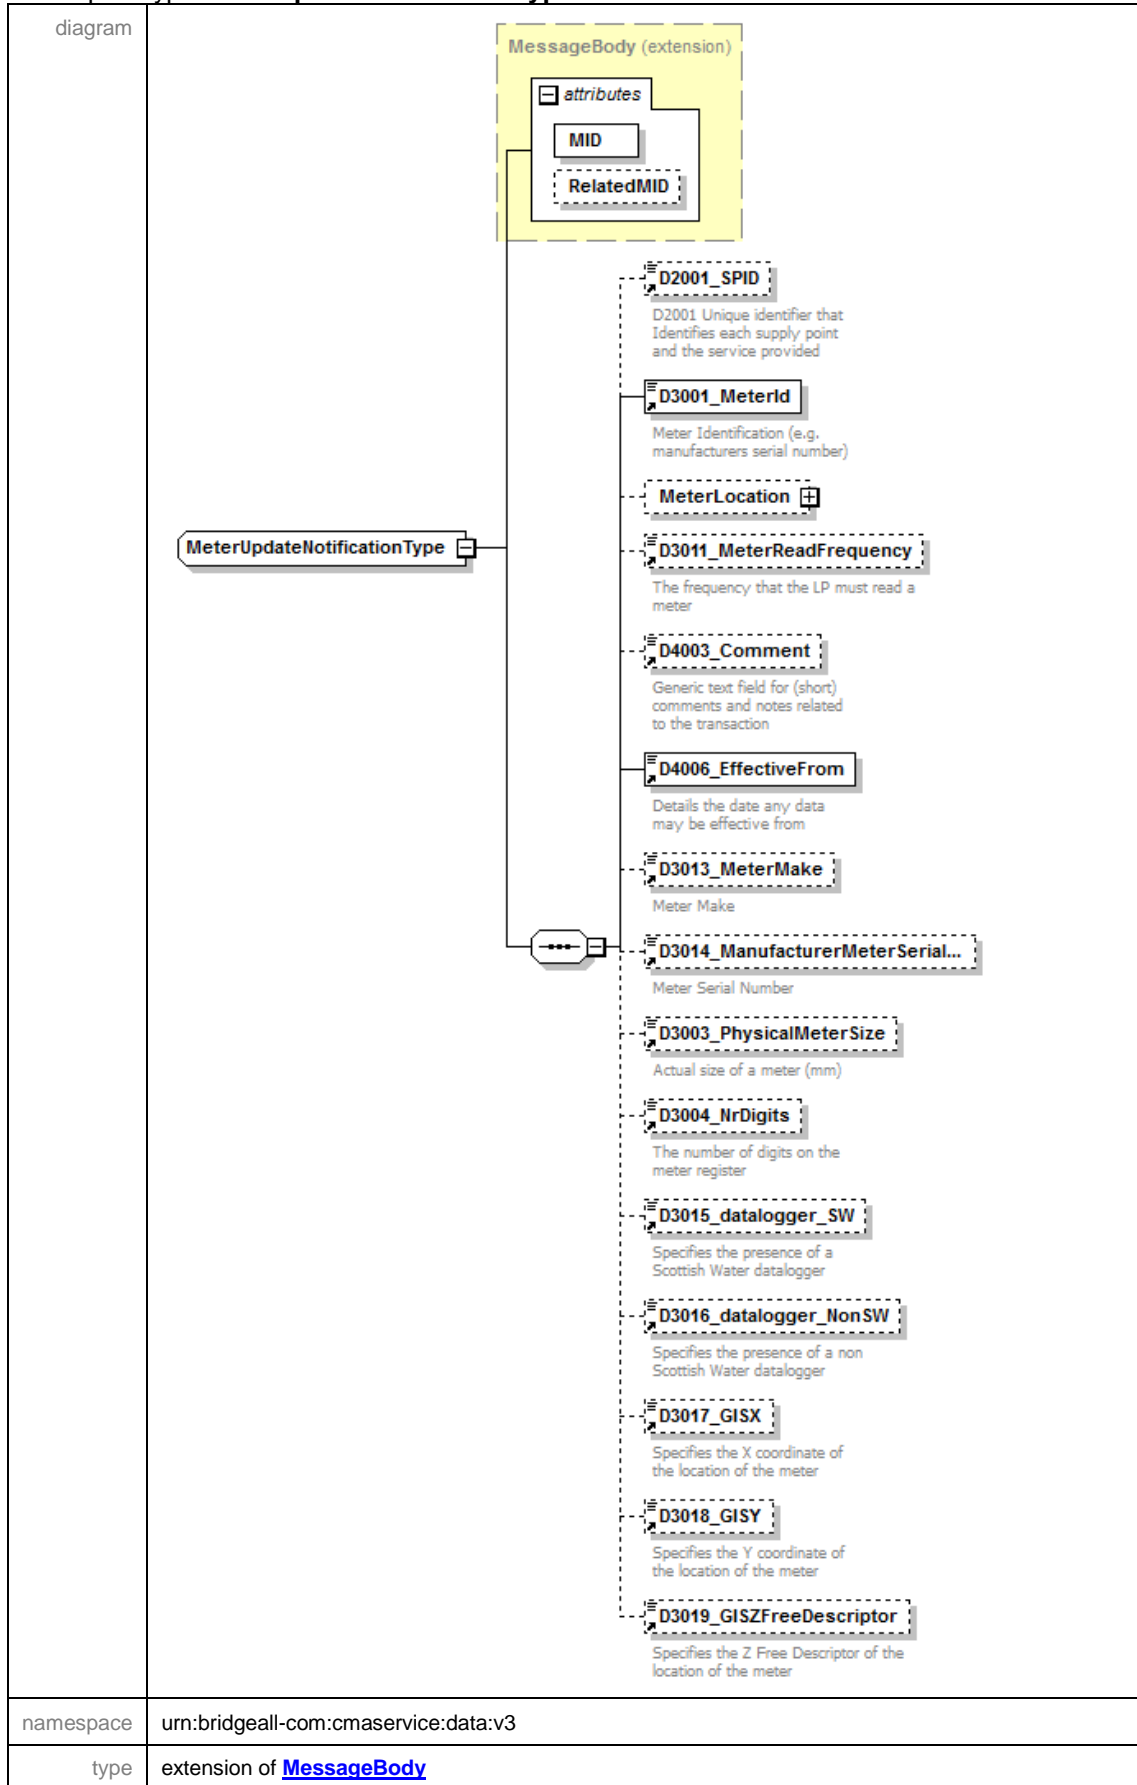 diagram
MessageBody (extension)
attributes
MID
RelatedMID
D2001_SPID
D2001 Unique identifier that
Identifies each supply point
and the service provided
D3001_MeterId
Meter Identification (e.g.
manufacturers serial number)
MeterLocation
MeterUpdateNotificationType
D3011_MeterReadFrequency
The frequency that the LP must read a
meter
D4003_Comment
Generic text field for (short)
comments and notes related
to the transaction
D4006_EffectiveFrom
Details the date any data
may be effective from
D3013_MeterMake
Meter Make
D3014_ManufacturerMeterSerial...
Meter Serial Number
D3003_PhysicalMeterSize
Actual size of a meter (mm)
D3004_NrDigits
The number of digits on the
meter register
D3015_datalogger_SW
Specifies the presence of a
Scottish Water datalogger
D3016_datalogger_NonSW
Specifies the presence of a non
Scottish Water datalogger
D3017_GISX
Specifies the X coordinate of
the location of the meter
D3018_GISY
Specifies the Y coordinate of
the location of the meter
D3019_GISZFreeDescriptor
Specifies the Z Free Descriptor of the
location of the meter
namespace urn:bridgeall-com:cmaservice:data:v3
type extension of MessageBody